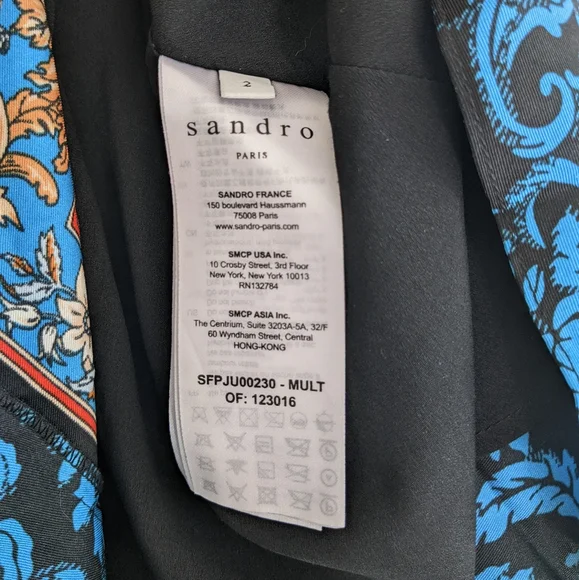 2
sandro
PARIS
SANDRO FRANCE
150 boulevard Haussmann
75008 Paris
www.sandro-paris.com
SMCP USA Inc.
10 Crosby Street, 3rd Floor
New York, New York 10013
RN132784
SMCP ASIA Inc.
The Centrium, Suite 3203A-5A, 32/F
60 Wyndham Street, Central
HONG-KONG
SFPJU00230 - MULT
OF: 123016